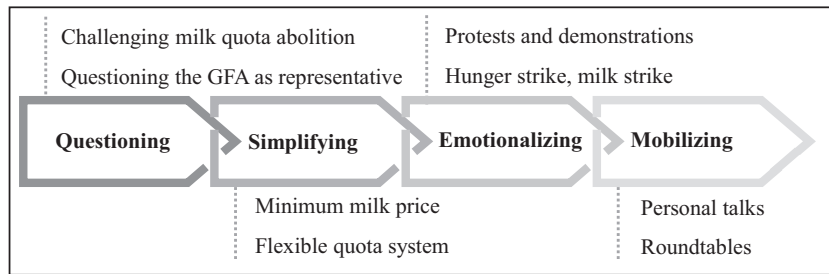 Challenging milk quota abolition
Questioning the GFA as representative
Protests and demonstrations
Hunger strike, milk strike
Questioning
Simplifying
Emotionalizing
Mobilizing
Minimum milk price
Flexible quota system
Personal talks
Roundtables